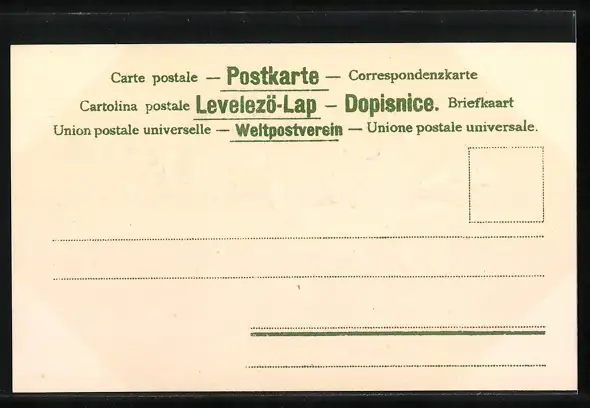 Carte postale — Postkarte — Correspondenzkarte
Cartolina postale Levelezö-Lap — Dopisnice. Briefkaart
Union postale universelle — Weltpostverein — Unione postale universale.